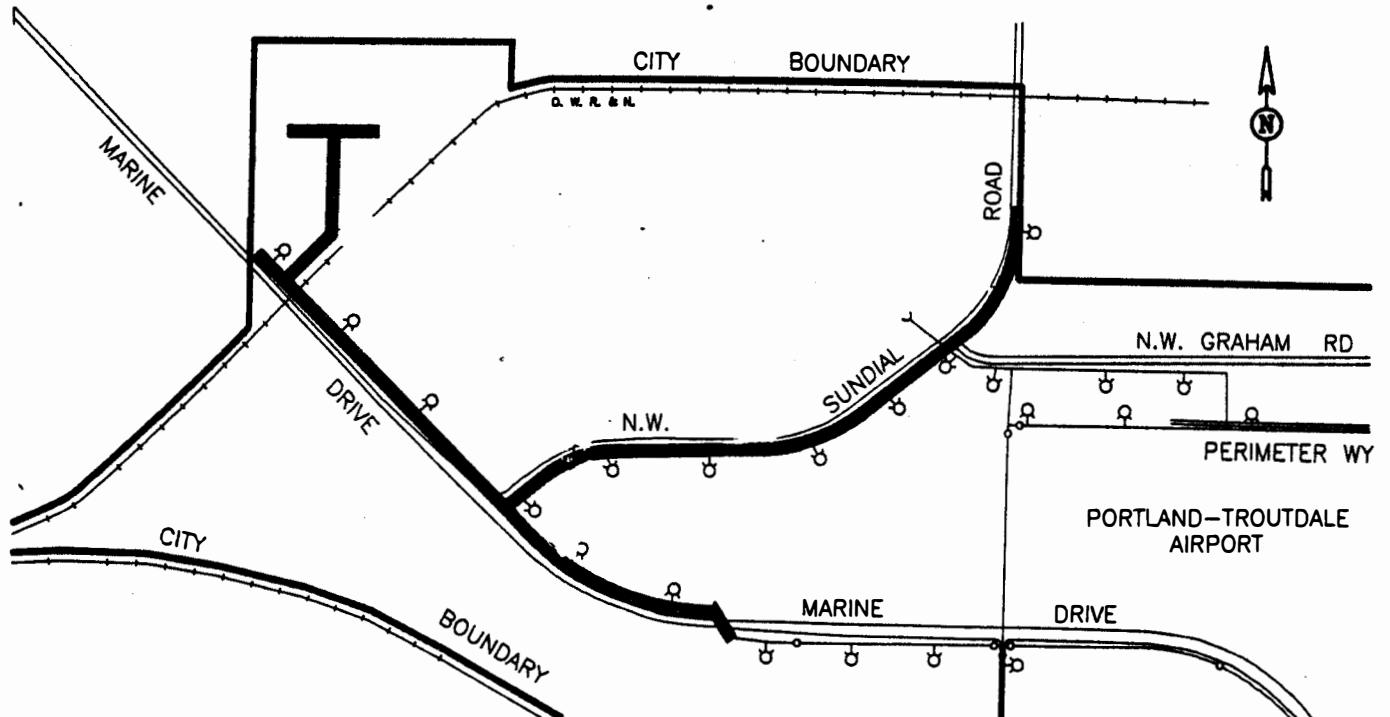 CITY BOUNDARY
O. W. R. & N.
N
MARINE
ROAD
N.W. GRAHAM RD
DRIVE
SUNDIAL
N.W.
PERIMETER WY
PORTLAND-TROUTDALE
AIRPORT
CITY
MARINE DRIVE
BOUNDARY